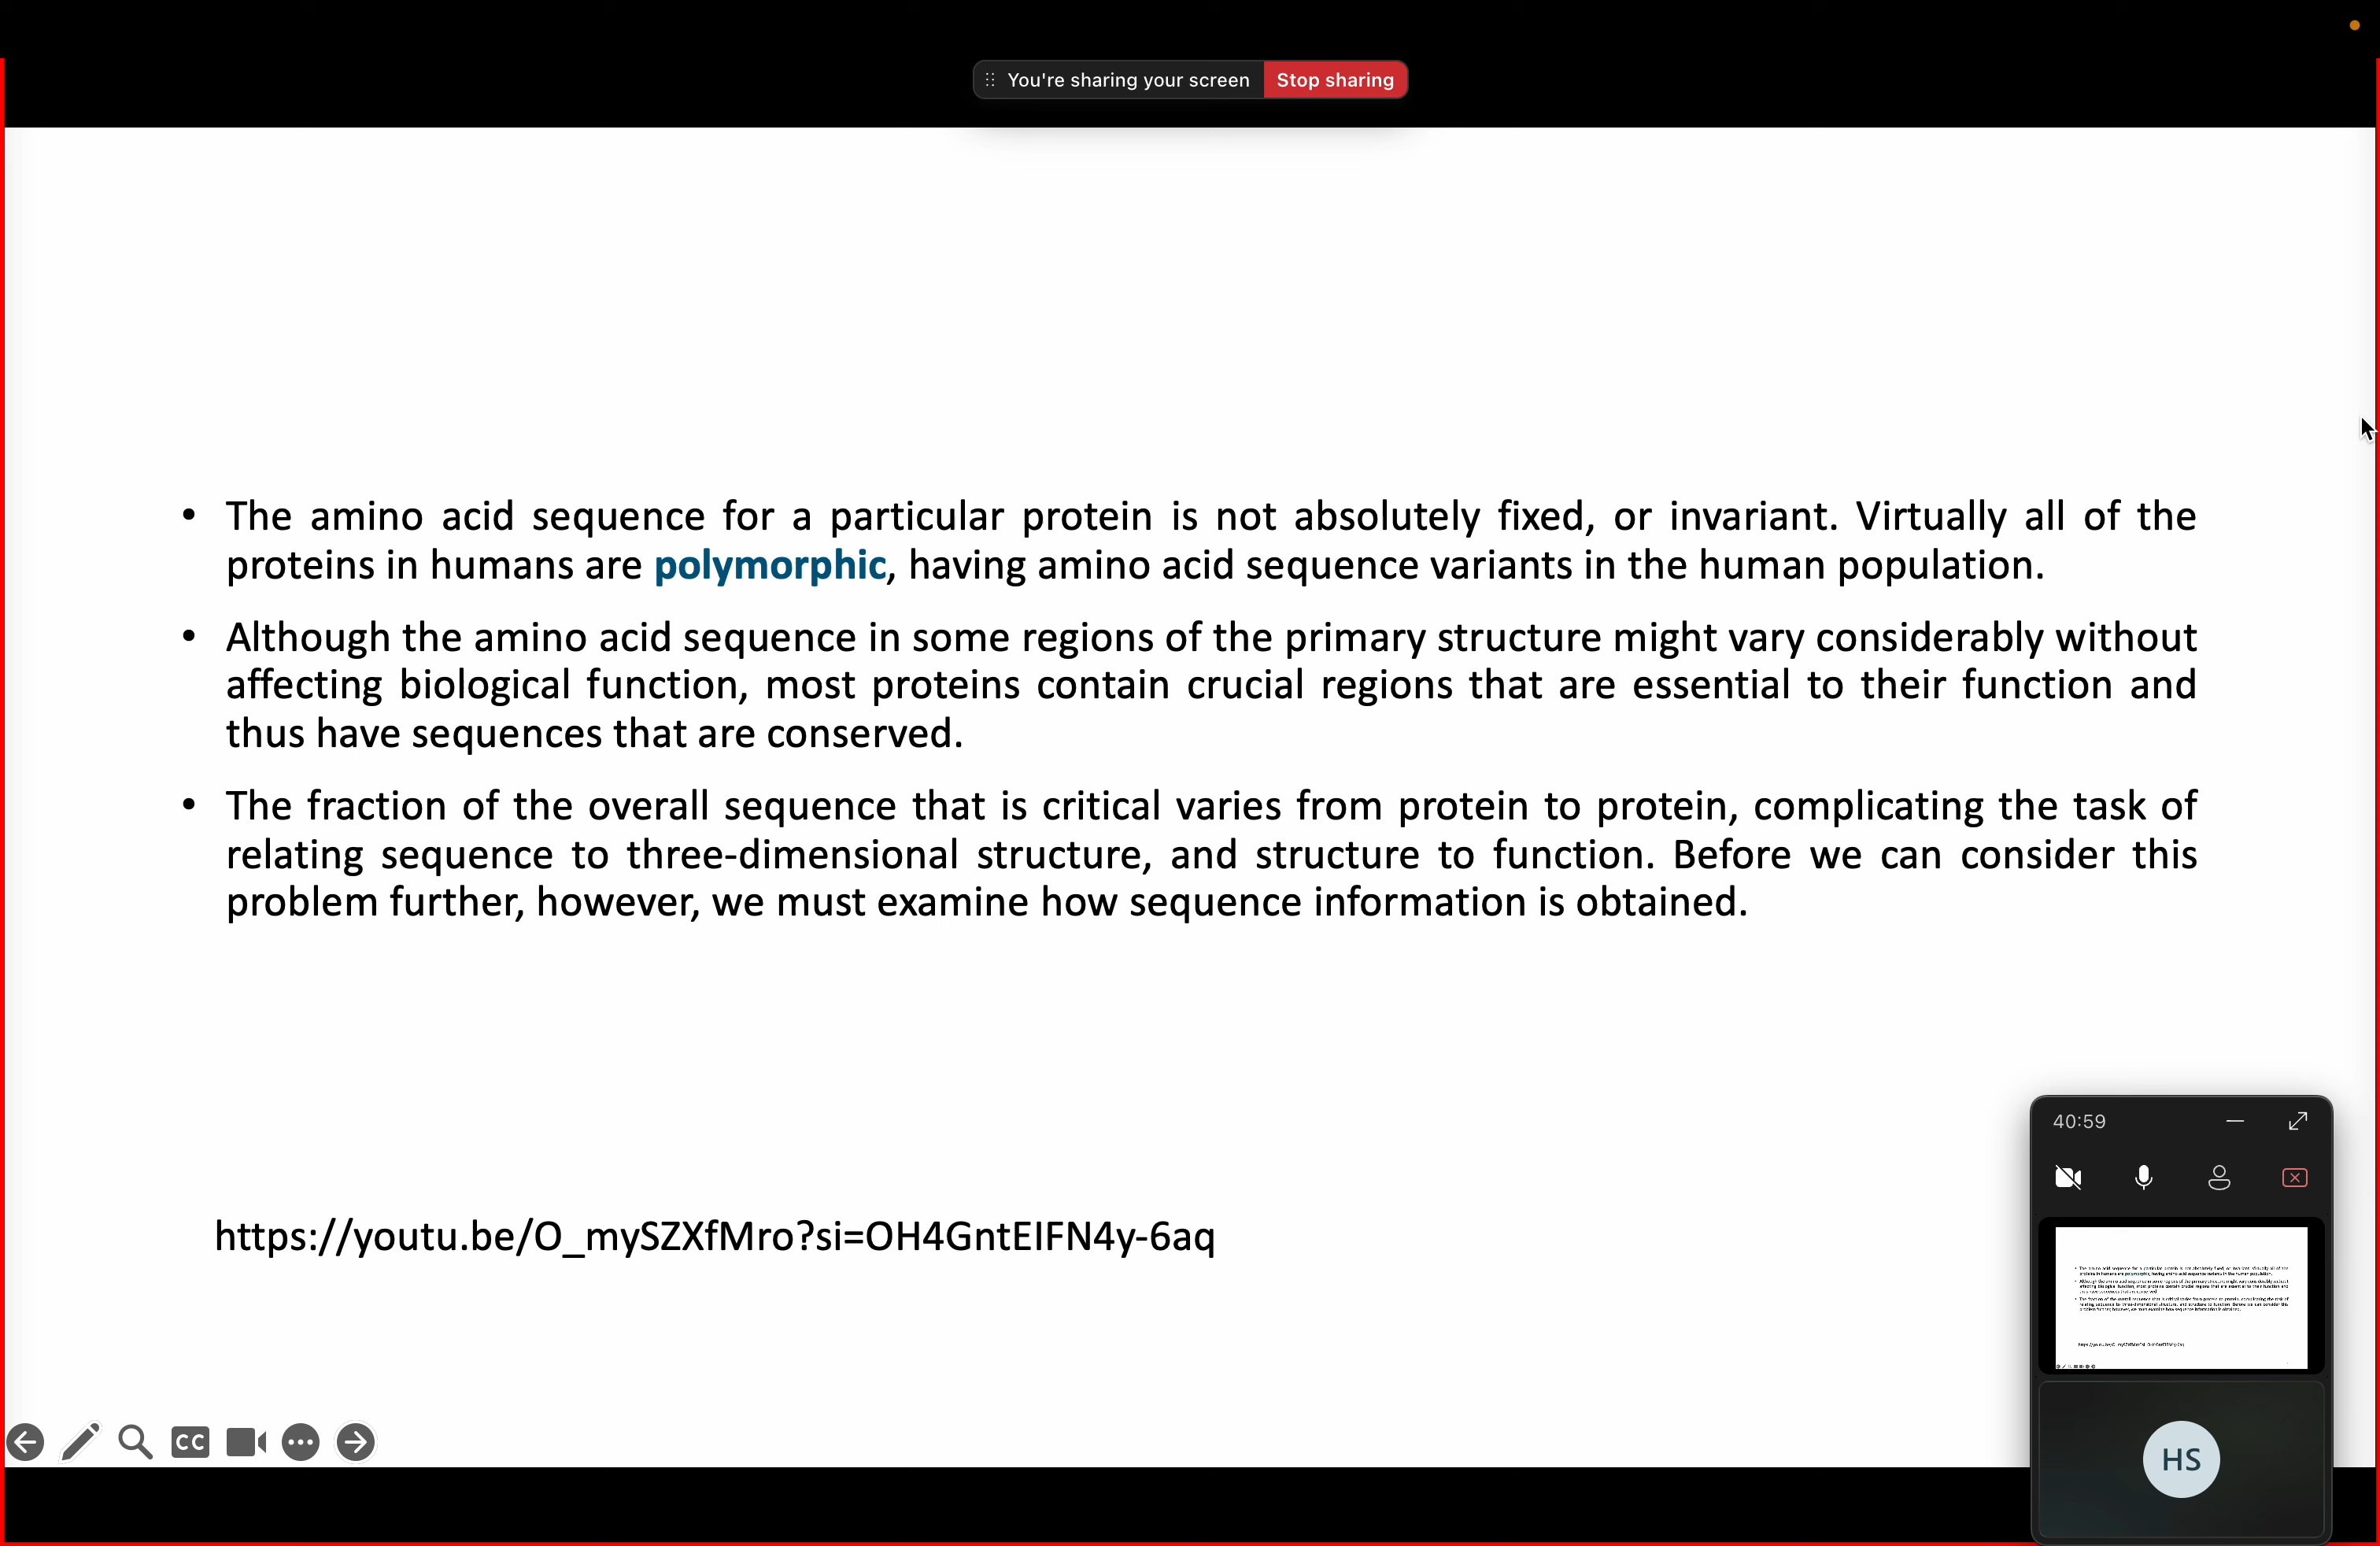 You're sharing your screen
Stop sharing
• The amino acid sequence for a particular protein is not absolutely fixed, or invariant. Virtually all of the
proteins in humans are polymorphic, having amino acid sequence variants in the human population.
• Although the amino acid sequence in some regions of the primary structure might vary considerably without
affecting biological function, most proteins contain crucial regions that are essential to their function and
thus have sequences that are conserved.
• The fraction of the overall sequence that is critical varies from protein to protein, complicating the task of
relating sequence to three-dimensional structure, and structure to function. Before we can consider this
problem further, however, we must examine how sequence information is obtained.
https://youtu.be/O_mySZXfMro?si=OH4GntEIFN4y-6aq
40:59
CC
HS